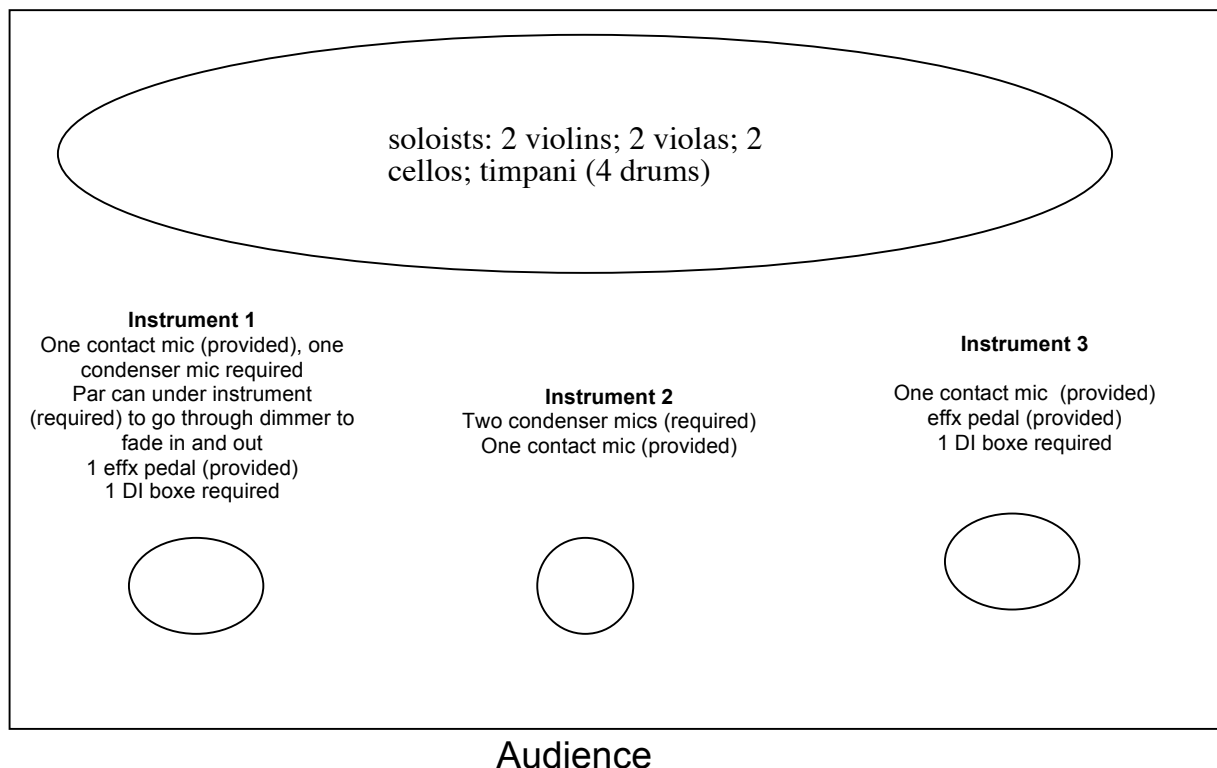 soloists: 2 violins; 2 violas; 2
cellos; timpani (4 drums)
Instrument 1
One contact mic (provided), one
condenser mic required
Par can under instrument
(required) to go through dimmer to
fade in and out
1 effx pedal (provided)
1 DI boxe required
Instrument 2
Two condenser mics (required)
One contact mic (provided)
Instrument 3
One contact mic  (provided)
effx pedal (provided)
1 DI boxe required
Audience